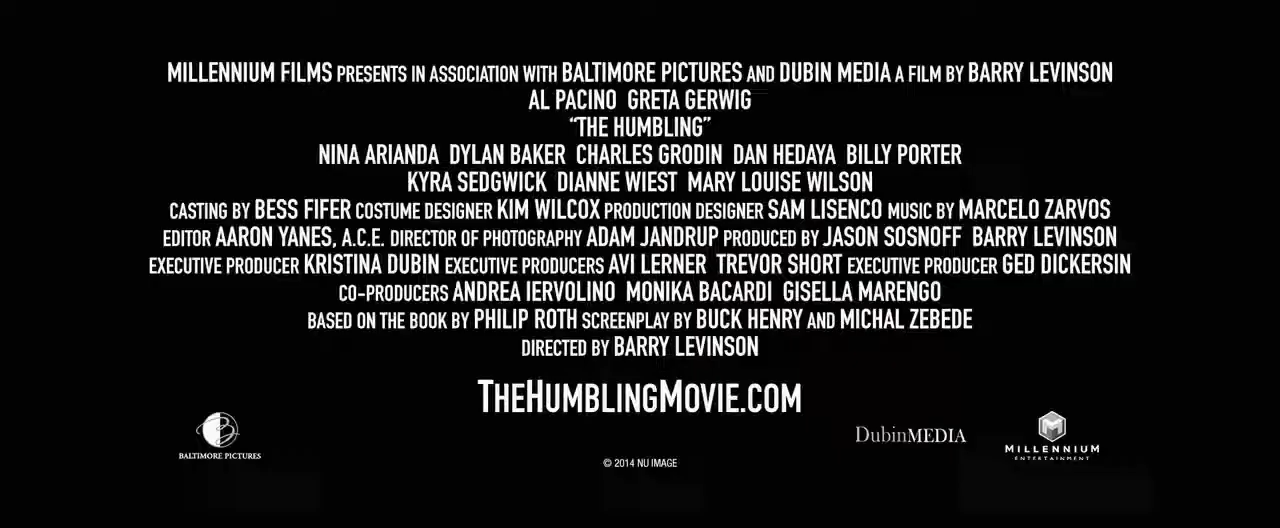 MILLENNIUM FILMS PRESENTS IN ASSOCIATION WITH BALTIMORE PICTURES AND DUBIN MEDIA A FILM BY BARRY LEVINSON
AL PACINO GRETA GERWIG
“THE HUMBLING”
NINA ARIANDA DYLAN BAKER CHARLES GRODIN DAN HEDAYA BILLY PORTER
KYRA SEDGWICK DIANNE WIEST MARY LOUISE WILSON
CASTING BY BESS FIFER COSTUME DESIGNER KIM WILCOX PRODUCTION DESIGNER SAM LISENCO MUSIC BY MARCELO ZARVOS
EDITOR AARON YANES, A.C.E. DIRECTOR OF PHOTOGRAPHY ADAM JANDRUP PRODUCED BY JASON SOSNOFF BARRY LEVINSON
EXECUTIVE PRODUCER KRISTINA DUBIN EXECUTIVE PRODUCERS AVI LERNER TREVOR SHORT EXECUTIVE PRODUCER GED DICKERSIN
CO-PRODUCERS ANDREA IERVOLINO MONIKA BACARDI GISELLA MARENGO
BASED ON THE BOOK BY PHILIP ROTH SCREENPLAY BY BUCK HENRY AND MICHAL ZEBEDE
DIRECTED BY BARRY LEVINSON
THEHUMBLINGMOVIE.COM
B
BALTIMORE PICTURES
DubinMEDIA
M
MILLENNIUM
ENTERTAINMENT
© 2014 NU IMAGE